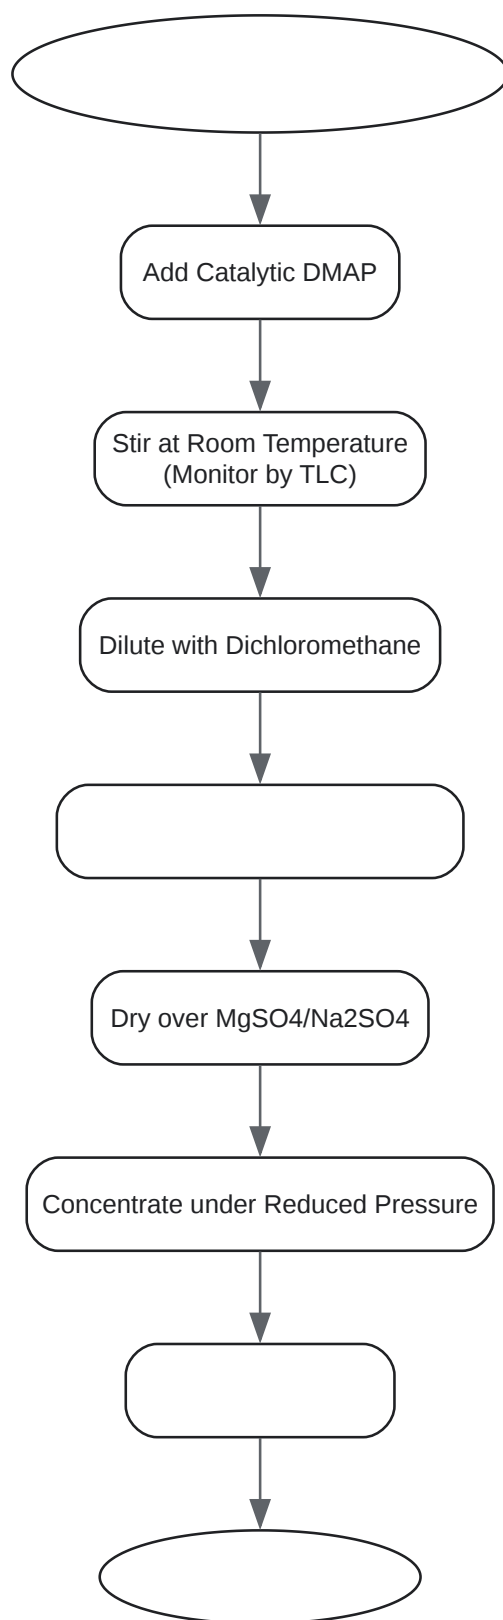 Add Catalytic DMAP
Stir at Room Temperature
(Monitor by TLC)
Dilute with Dichloromethane
Dry over MgSO4/Na2SO4
Concentrate under Reduced Pressure